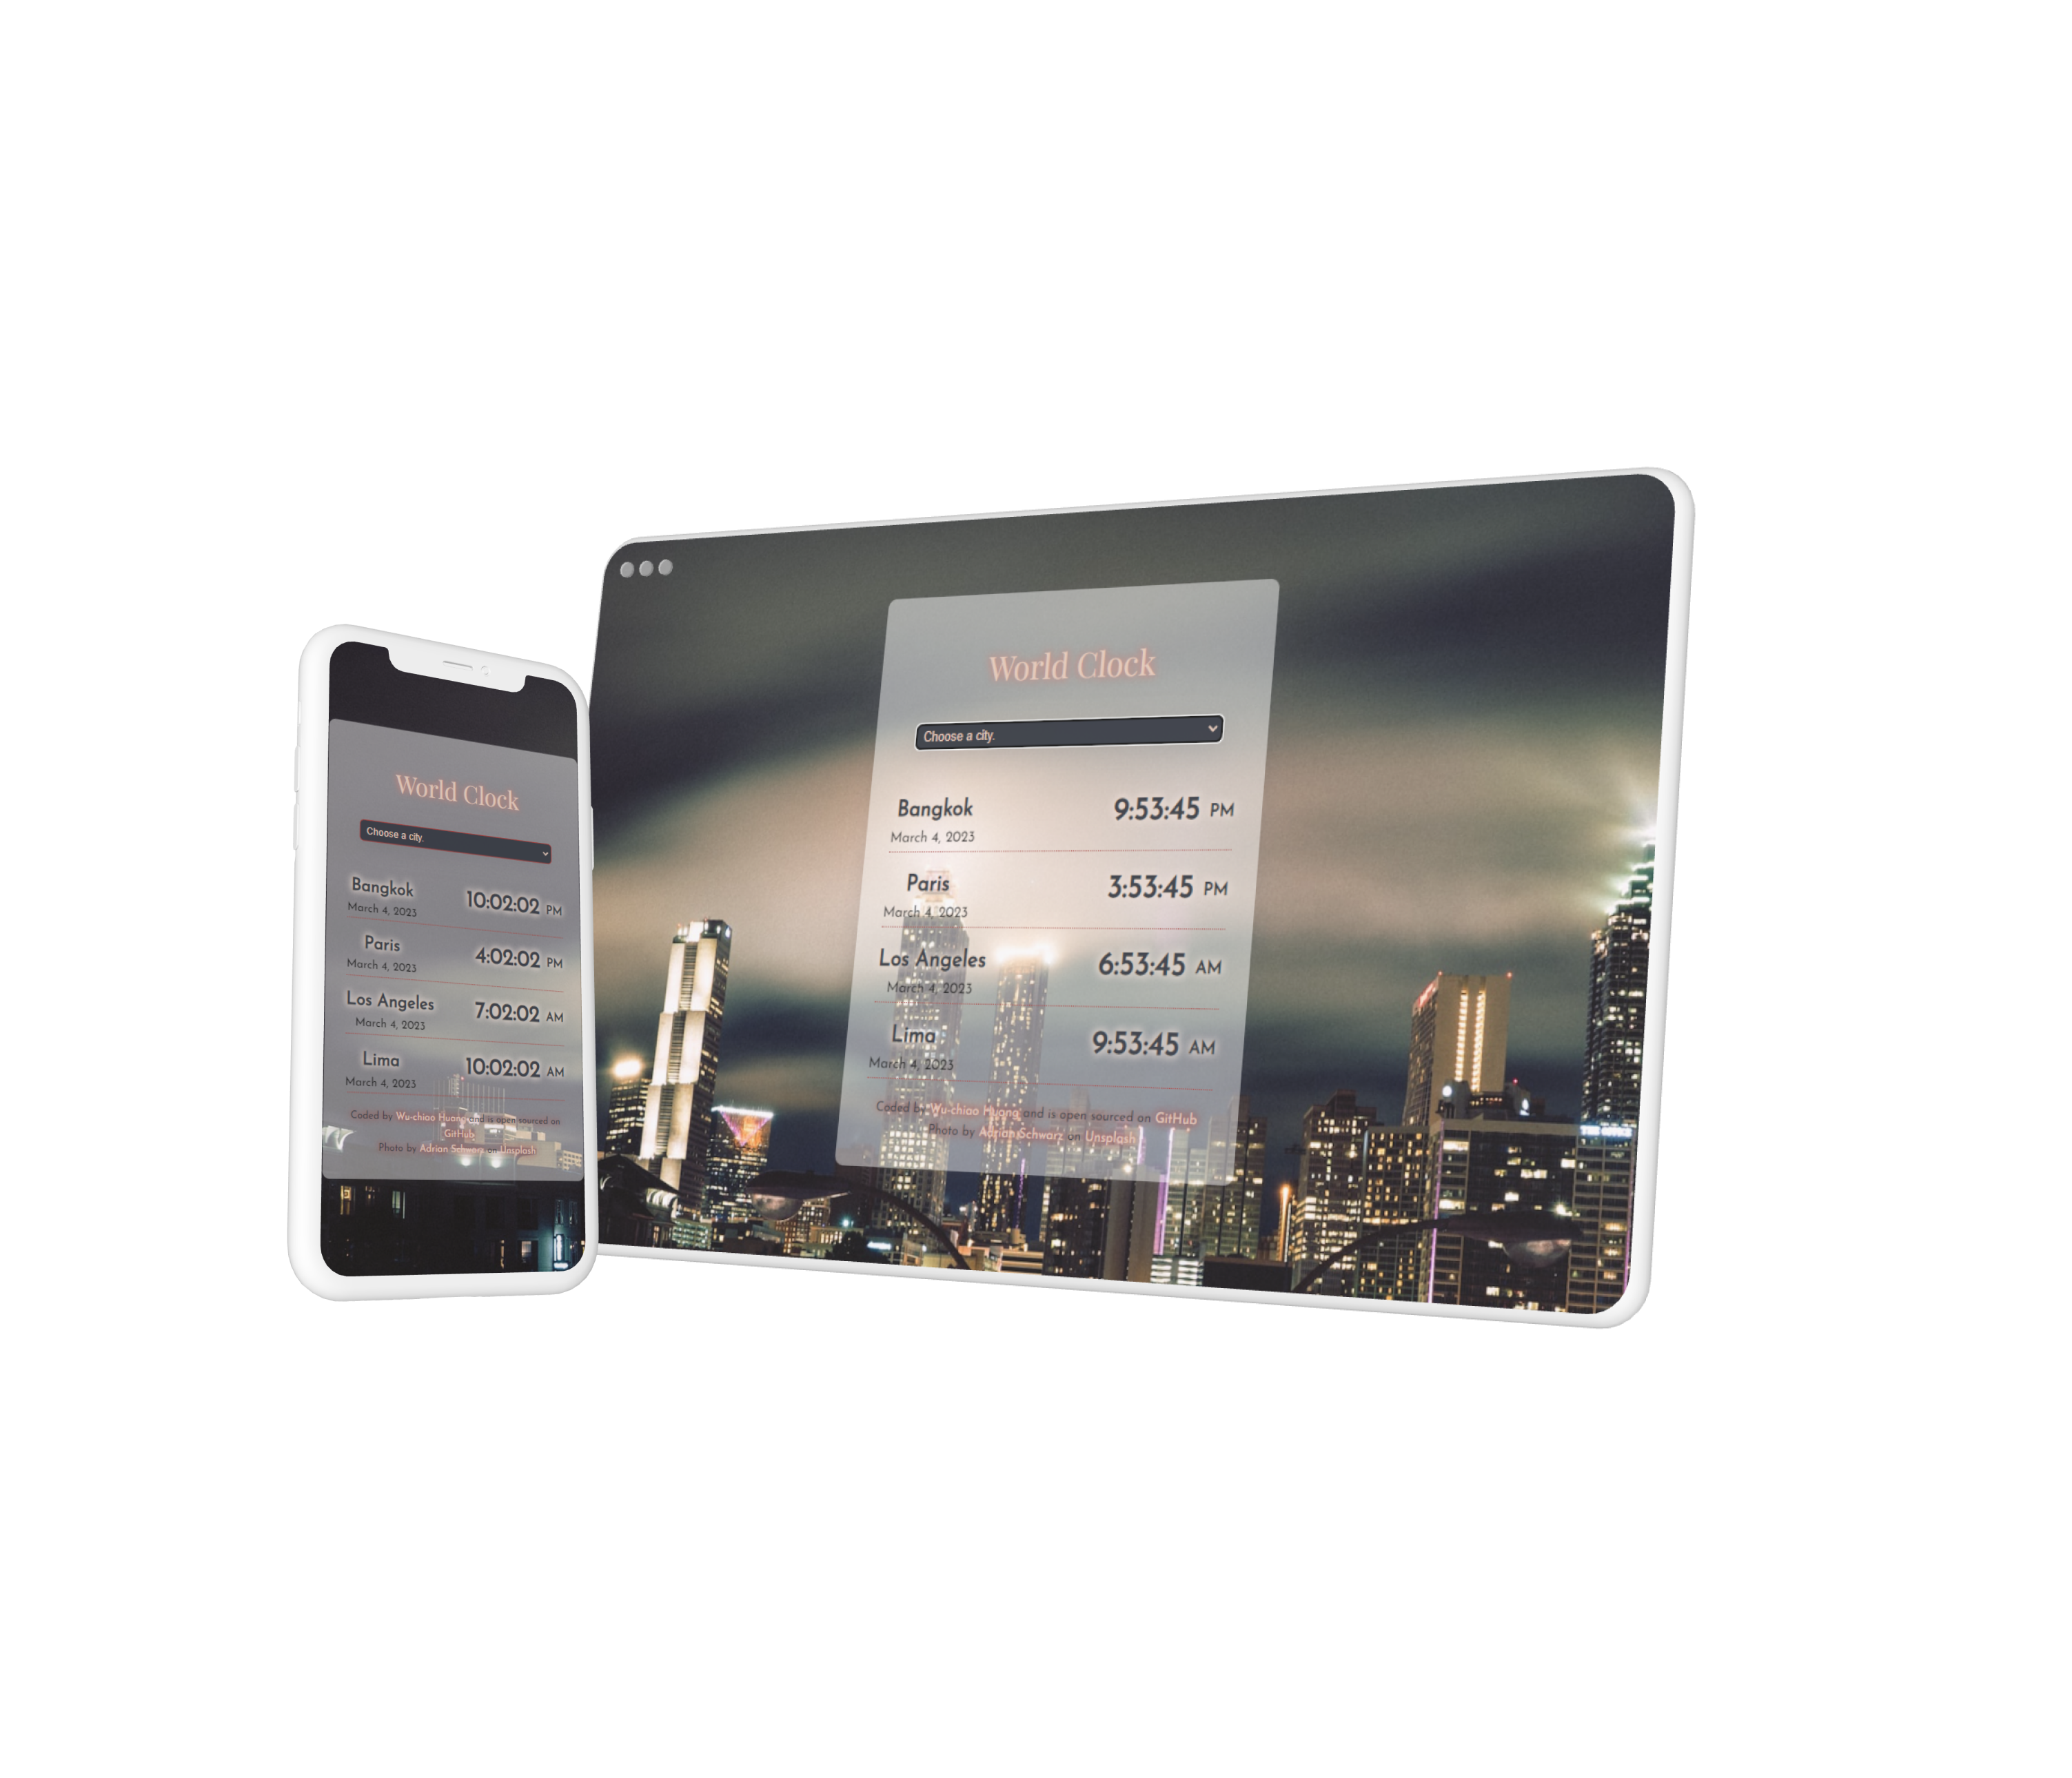 World Clock
Choose a city.
Bangkok 10:02:02 PM
March 4, 2023
Paris 4:02:02 PM
March 4, 2023
Los Angeles 7:02:02 AM
March 4, 2023
Lima 10:02:02 AM
March 4, 2023
Coded by Wu-chiao Huang and is open sourced on
GitHub
Photo by Adrian Schwarz on Unsplash
World Clock
Choose a city.
Bangkok 9:53:45 PM
March 4, 2023
Paris 3:53:45 PM
March 4, 2023
Los Angeles 6:53:45 AM
March 4, 2023
Lima 9:53:45 AM
March 4, 2023
Coded by Wu-chiao Huang and is open sourced on GitHub
Photo by Adrian Schwarz on Unsplash